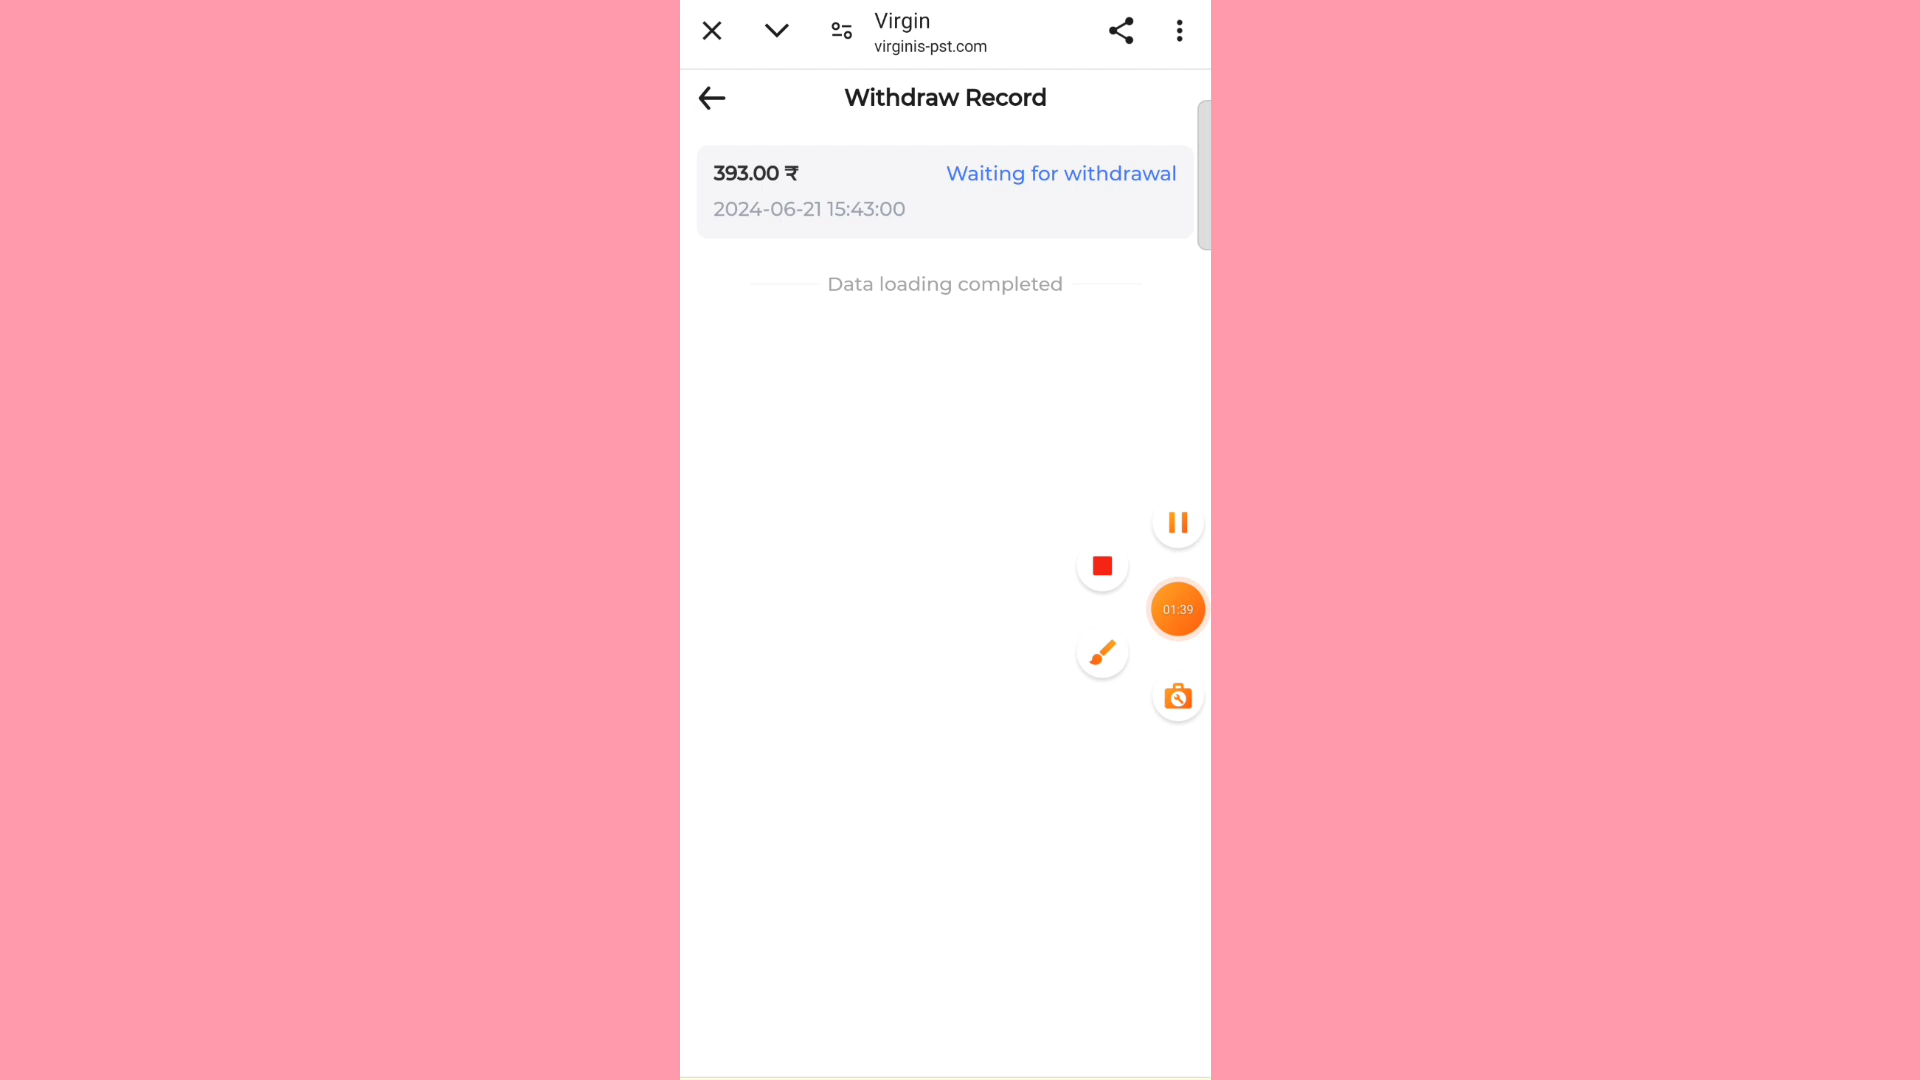 Virgin
virginis-pst.com
Withdraw Record
393.00 ₹
Waiting for withdrawal
2024-06-21 15:43:00
Data loading completed
01:39